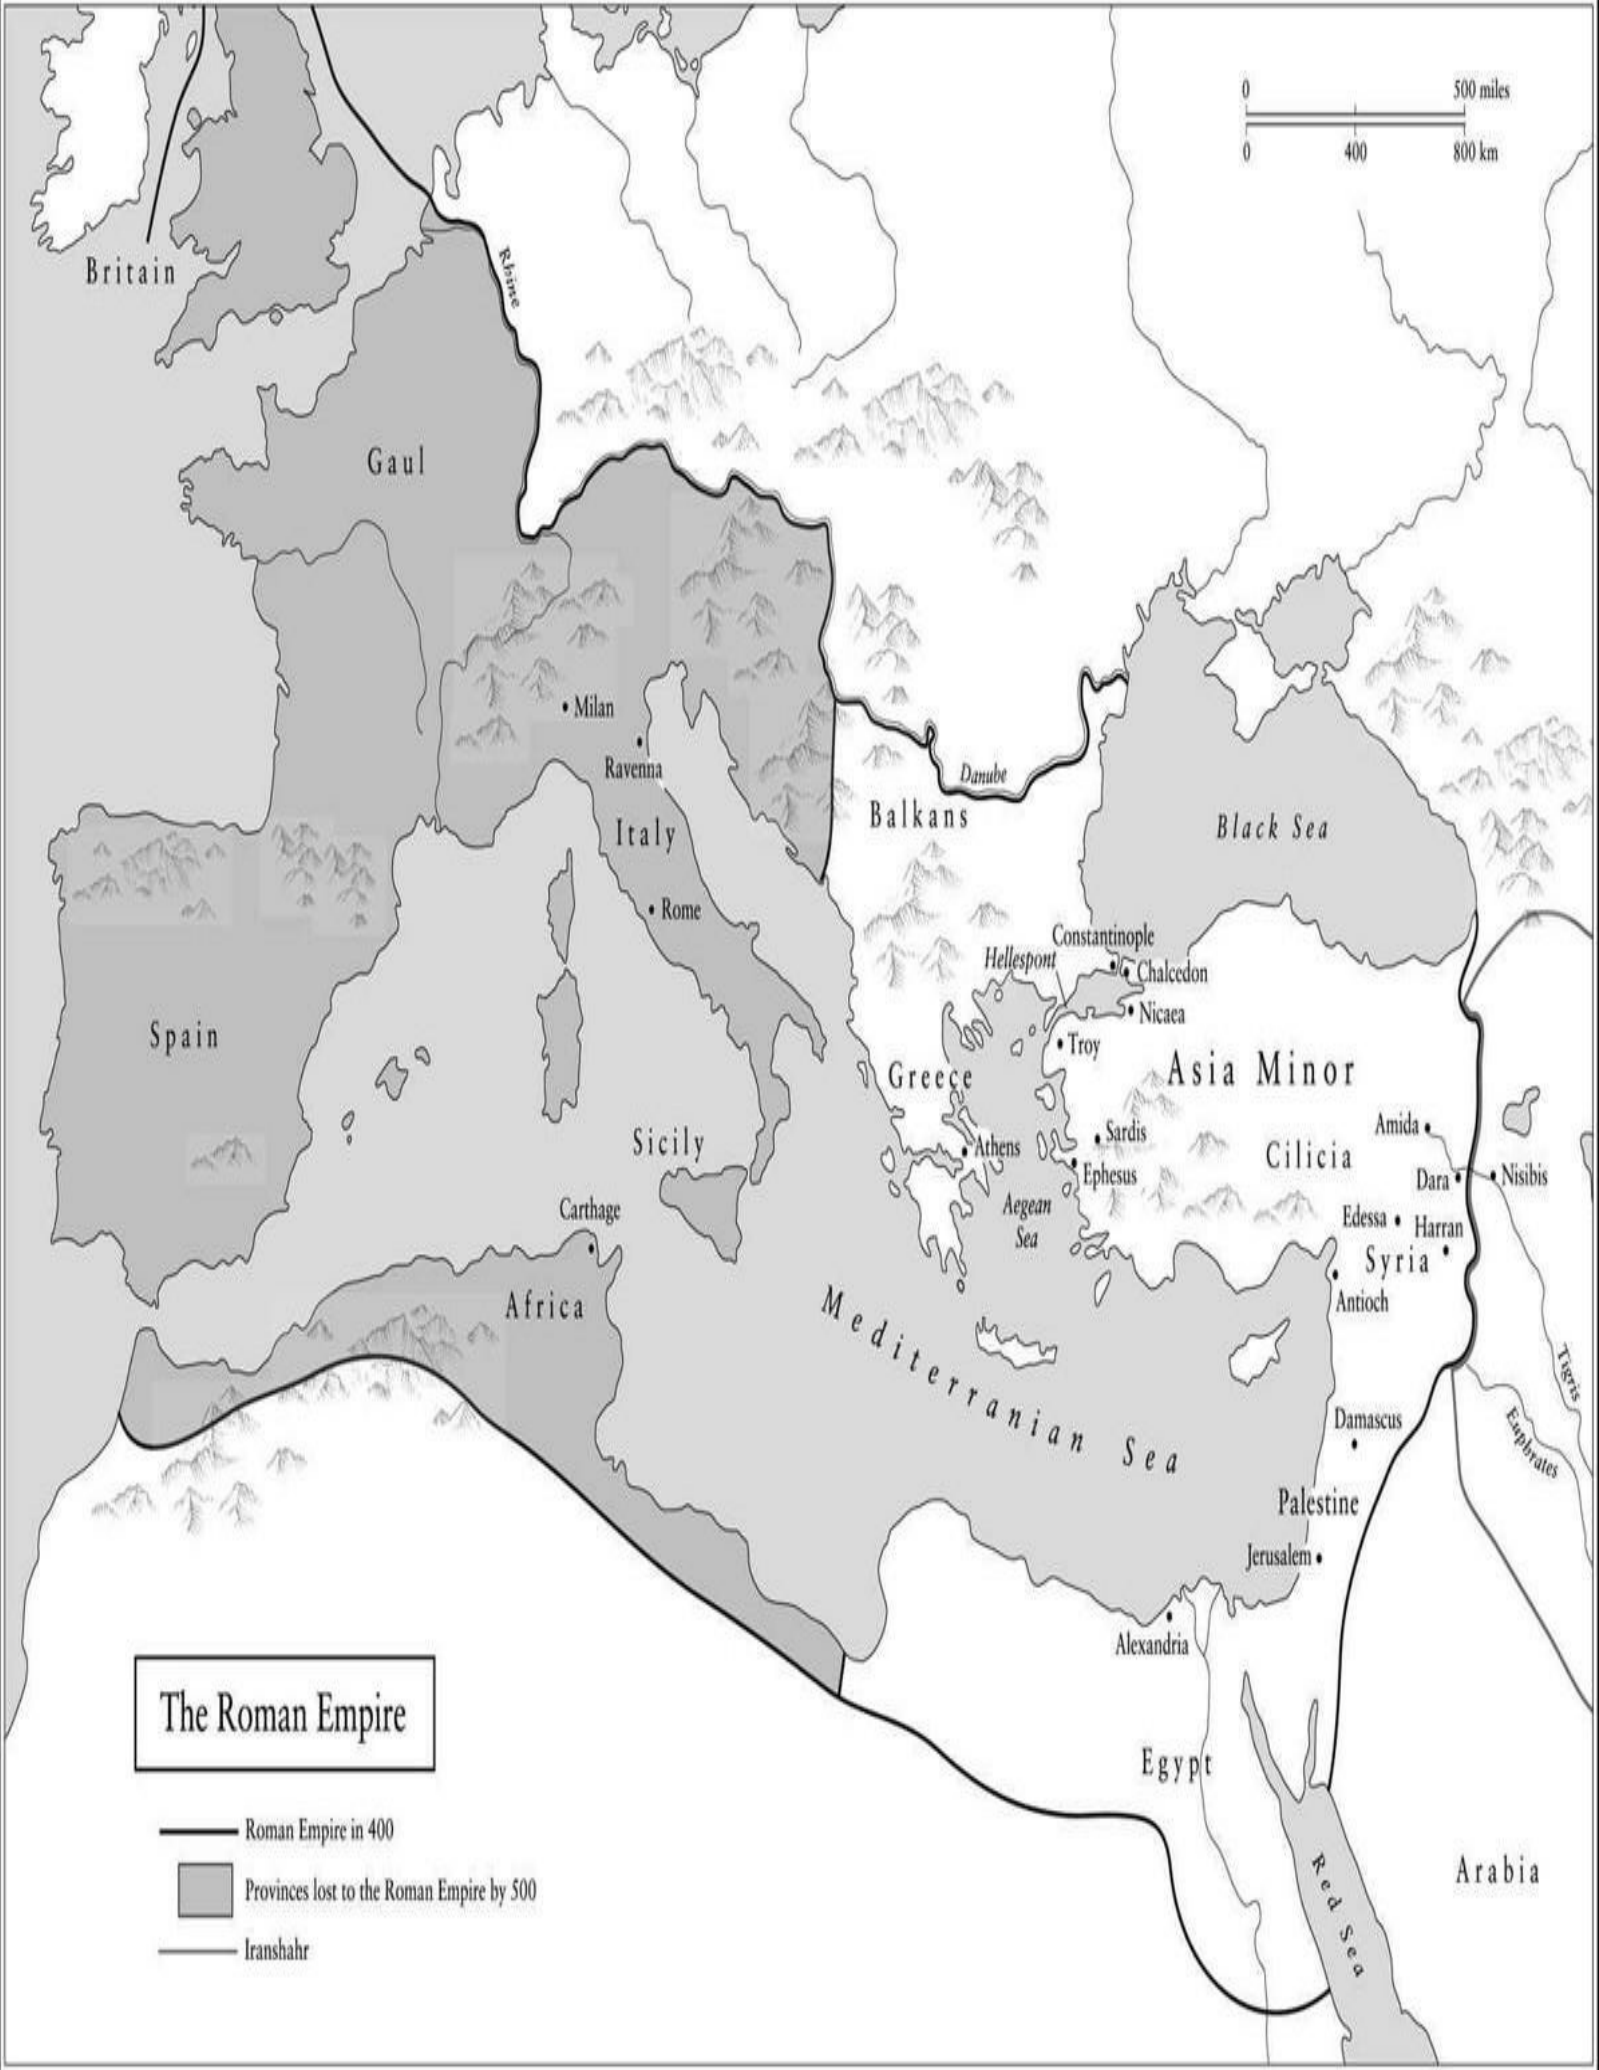 0 500 miles
0 400 800 km
Britain
Rhine
Gaul
Milan
Ravenna
Danube
Balkans
Black Sea
Italy
Rome
Constantinople
Hellespont
Chalcedon
Nicaea
Troy
Spain
Asia Minor
Greece
Sicily
Athens
Sardis
Ephesus
Cilicia
Amida
Dara
Nisibis
Aegean
Sea
Edessa
Harran
Syria
Carthage
Antioch
Africa
Mediterranian Sea
Tigris
Damascus
Euphrates
Palestine
Jerusalem
Alexandria
The Roman Empire
Egypt
Roman Empire in 400
Arabia
Red Sea
Provinces lost to the Roman Empire by 500
Iranshahr